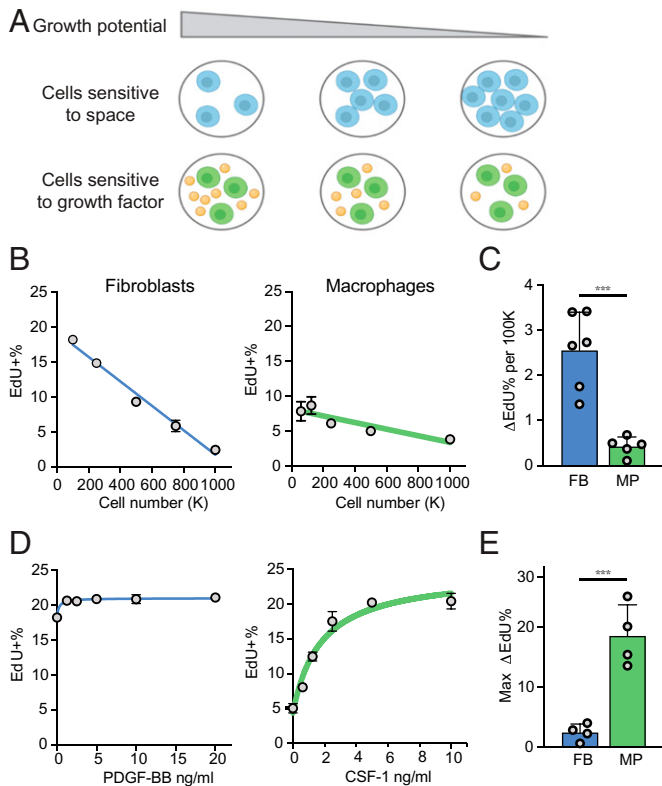 A
Growth potential
Cells sensitive
to space
Cells sensitive
to growth factor
B
Fibroblasts
EdU+%
25
20
15
10
5
0
0 200 400 600 800 1000
Cell number (K)
Macrophages
EdU+%
25
20
15
10
5
0
0 200 400 600 800 1000
Cell number (K)
C
***
ΔEdU% per 100K
4
3
2
1
0
FB MP
D
EdU+%
25
20
15
10
5
0
0 5 10 15 20
PDGF-BB ng/ml
EdU+%
25
20
15
10
5
0
0 2 4 6 8 10
CSF-1 ng/ml
E
***
Max ΔEdU%
30
20
10
0
FB MP